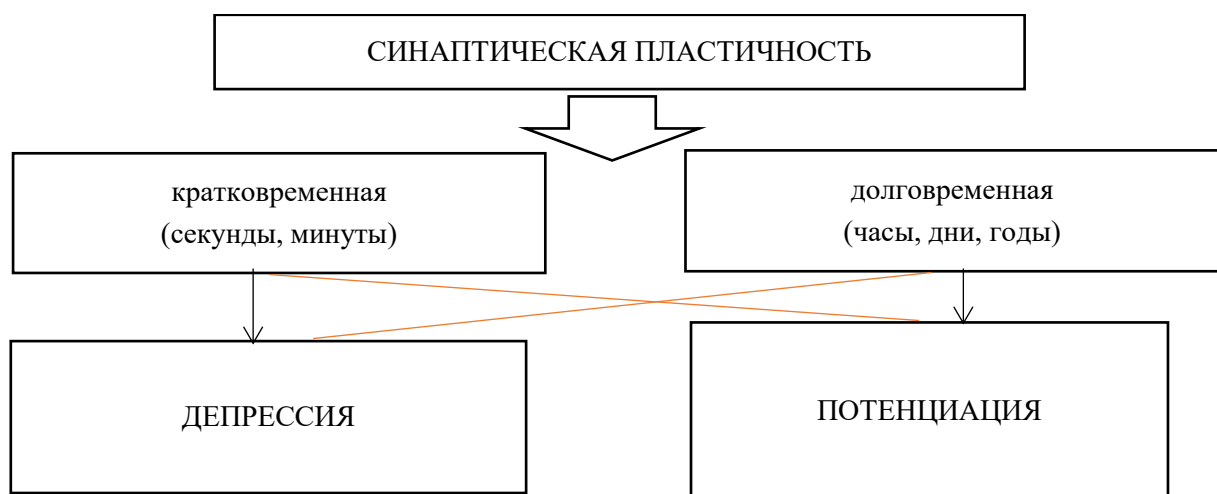 СИНАПТИЧЕСКАЯ ПЛАСТИЧНОСТЬ
кратковременная
(секунды, минуты)
долговременная
(часы, дни, годы)
ДЕПРЕССИЯ
ПОТЕНЦИАЦИЯ